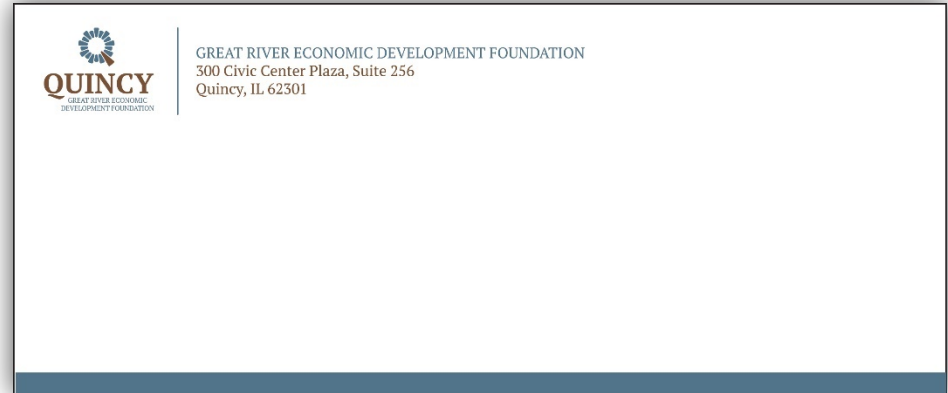 QUINCY
GREAT RIVER ECONOMIC
DEVELOPMENT FOUNDATION
GREAT RIVER ECONOMIC DEVELOPMENT FOUNDATION
300 Civic Center Plaza, Suite 256
Quincy, IL 62301